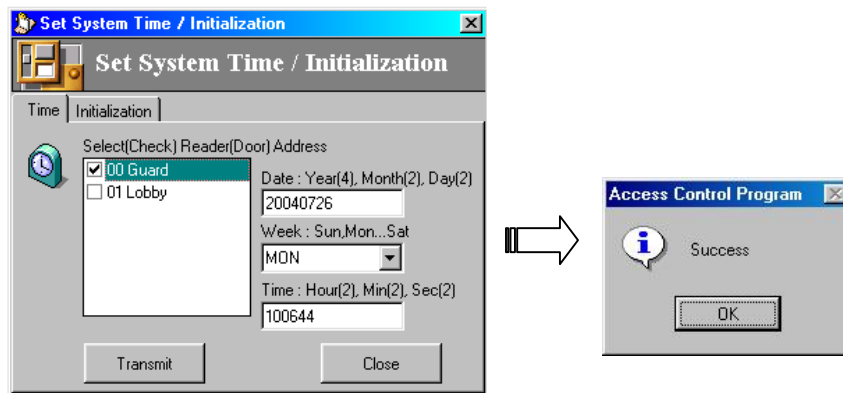 Set System Time / Initialization
Set System Time / Initialization
Time
Initialization
Select(Check) Reader(Door) Address
00 Guard
01 Lobby
Date : Year(4), Month(2), Day(2)
20040726
Week : Sun,Mon...Sat
MON
Time : Hour(2), Min(2), Sec(2)
100644
Transmit
Close
Access Control Program
Success
OK